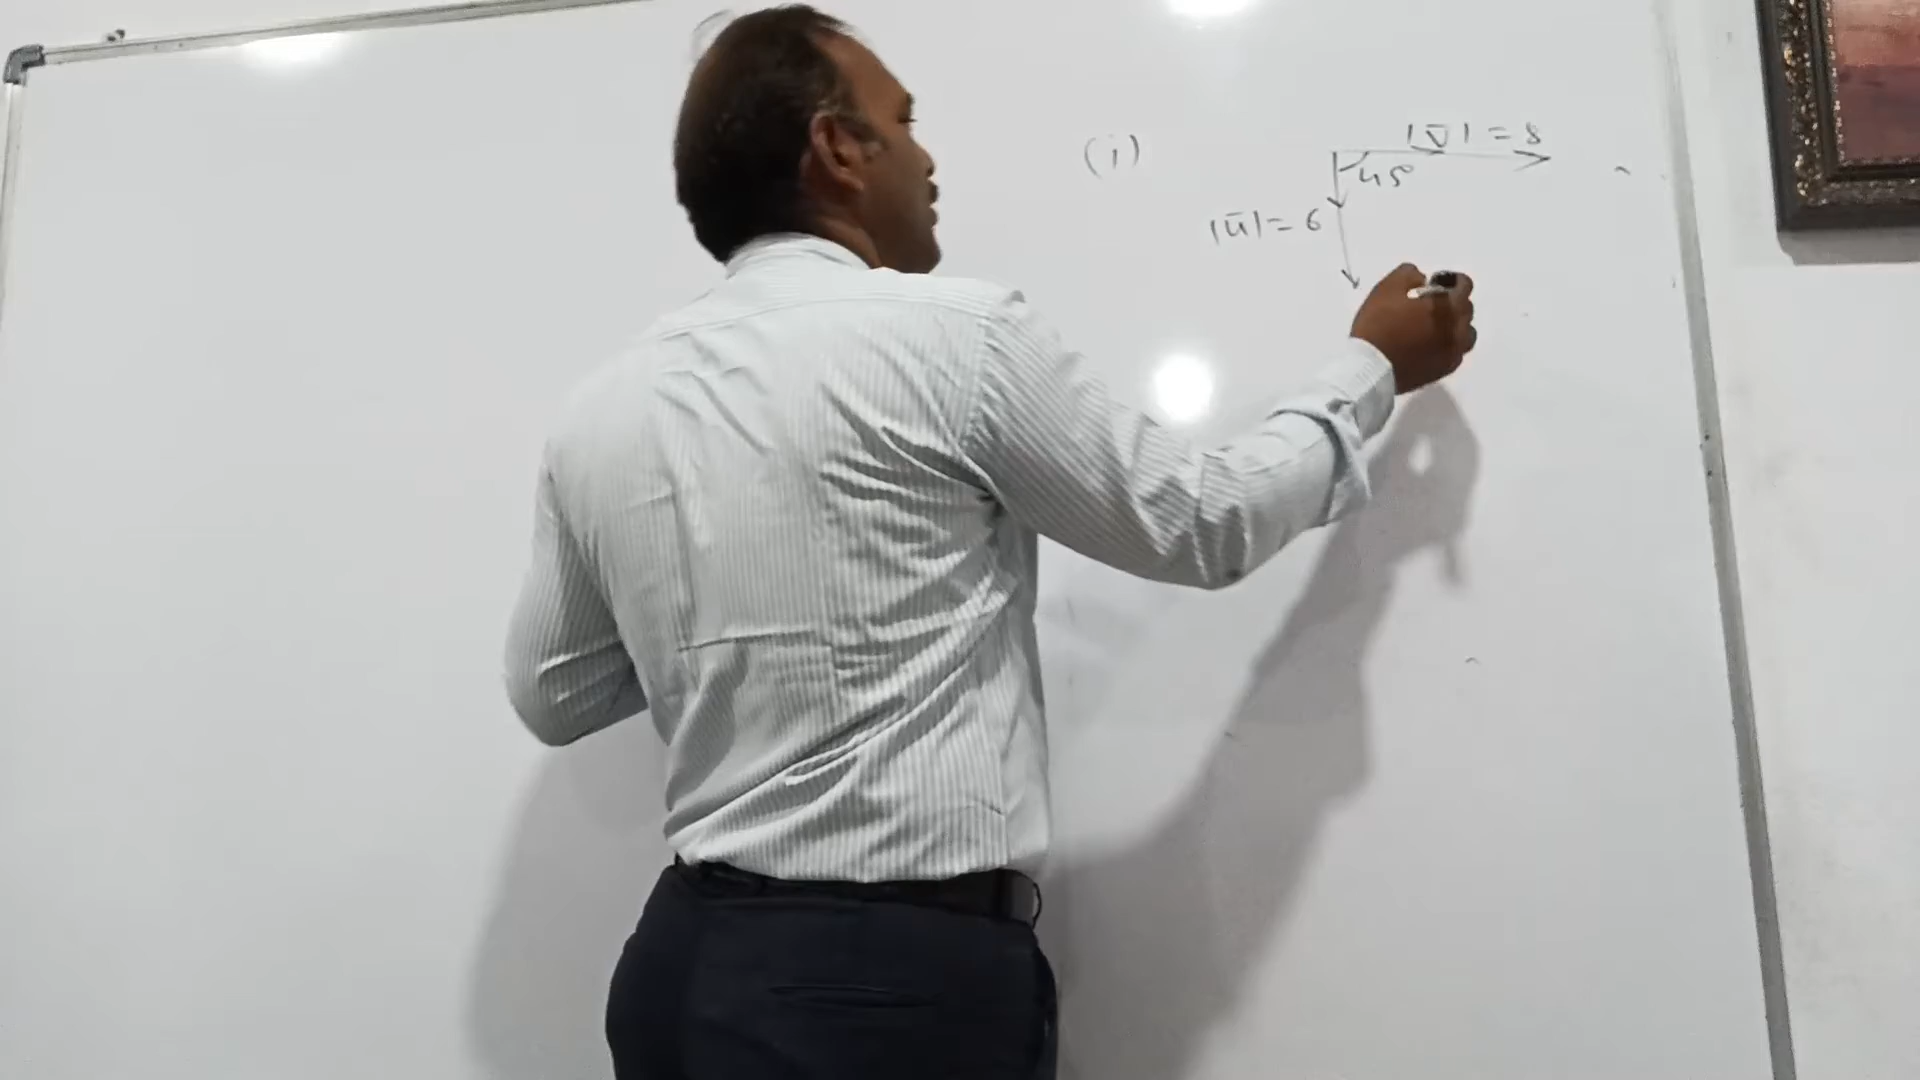 (i)
|V̄| = 8
45°
|ū| = 6